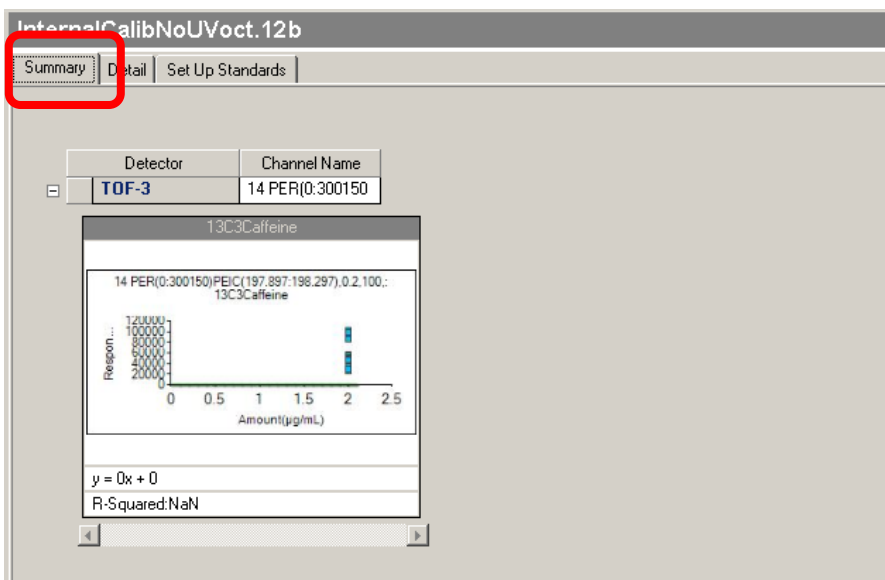 InternalCalibNoUVoct.12b
Summary Detail Set Up Standards
Detector Channel Name
TOF-3 14 PER(0:300150
13C3Caffeine
14 PER(0:300150)PEIC(197.897:198.297),0.2,100,:
13C3Caffeine
Respon...
120000
100000
80000
60000
40000
20000
0
0 0.5 1 1.5 2 2.5
Amount(µg/mL)
y = 0x + 0
R-Squared:NaN